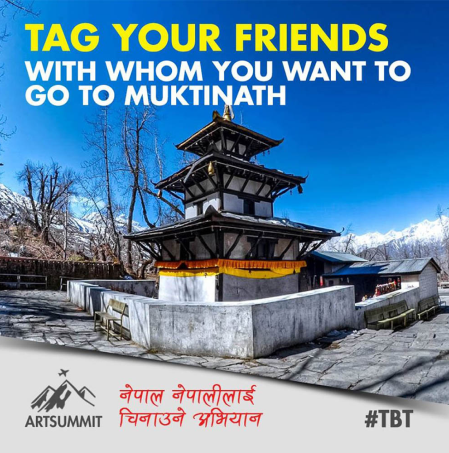 TAG YOUR FRIENDS
WITH WHOM YOU WANT TO
GO TO MUKTINATH
ARTSUMMIT
नेपाल नेपालीलाई
चिनाउने अभियान
#TBT